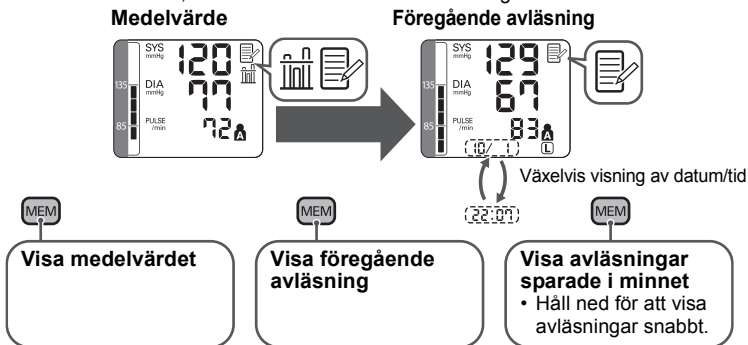 Medelvärde
Föregående avläsning
SYS
mmHg
120
135
DIA
mmHg
77
85
PULSE
/min
72
A
SYS
mmHg
129
135
DIA
mmHg
67
85
PULSE
/min
83
A
10/ 1
L
Växelvis visning av datum/tid
22:07
MEM
MEM
MEM
Visa medelvärdet
Visa föregående
avläsning
Visa avläsningar
sparade i minnet
• Håll ned för att visa
avläsningar snabbt.